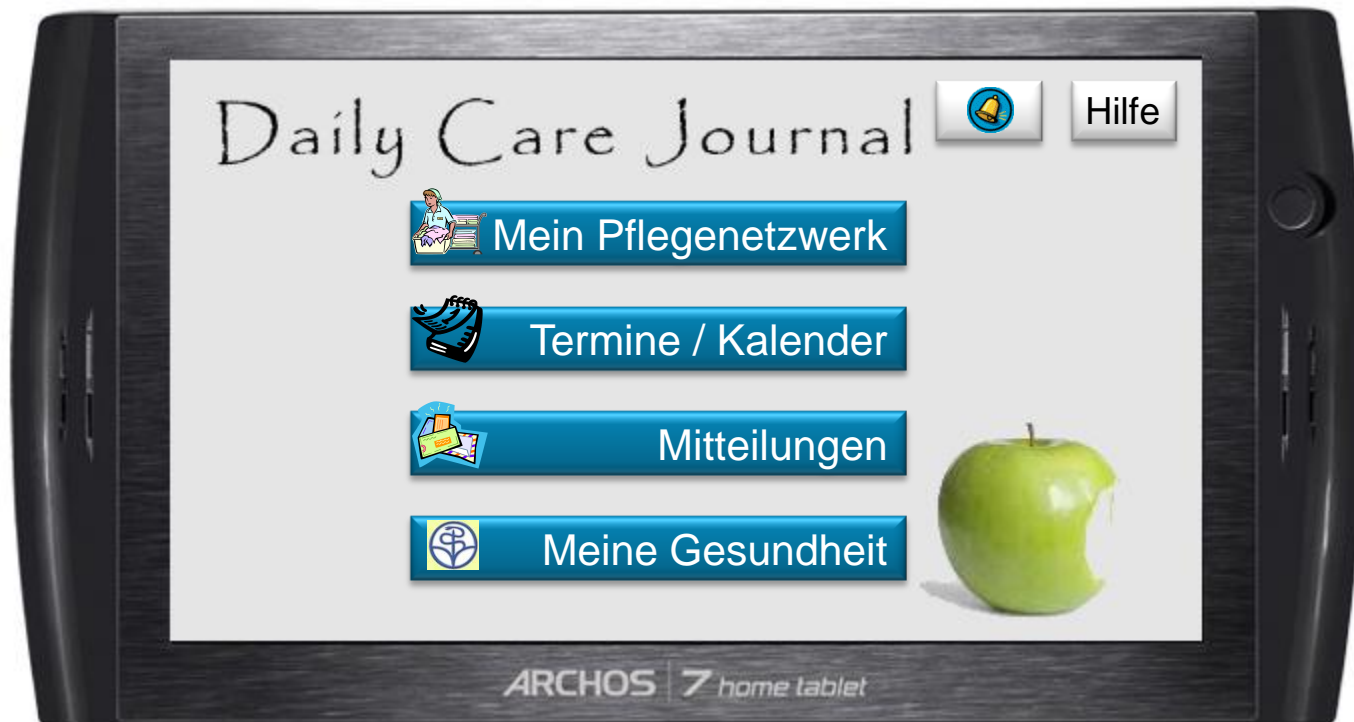 Daily Care Journal
Hilfe
Mein Pflegenetzwerk
Termine / Kalender
Mitteilungen
Meine Gesundheit
ARCHOS 7 home tablet